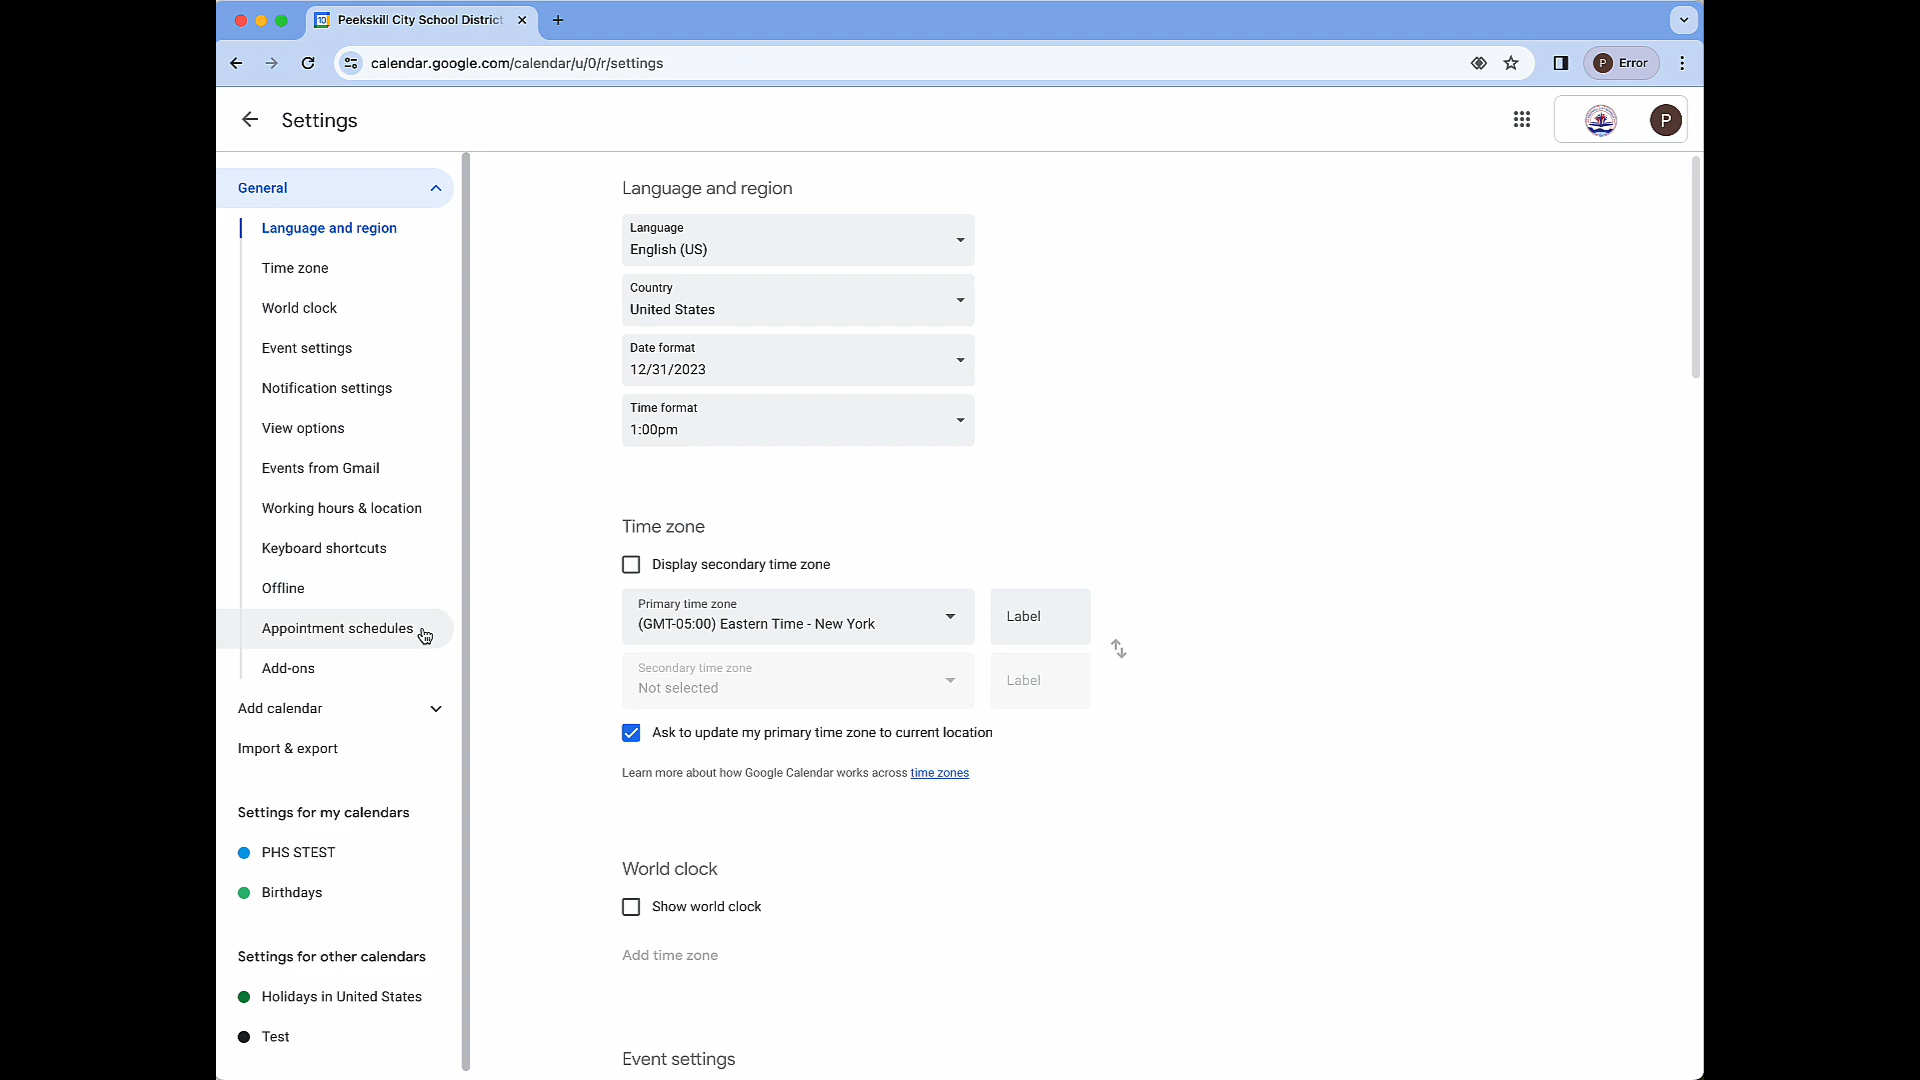 Peekskill City School District
calendar.google.com/calendar/u/0/r/settings
P
Error
Settings
P
General
Language and region
Time zone
World clock
Event settings
Notification settings
View options
Events from Gmail
Working hours & location
Keyboard shortcuts
Offline
Appointment schedules
Add-ons
Add calendar
Import & export
Settings for my calendars
PHS STEST
Birthdays
Settings for other calendars
Holidays in United States
Test
Language and region
Language
English (US)
Country
United States
Date format
12/31/2023
Time format
1:00pm
Time zone
Display secondary time zone
Primary time zone
(GMT-05:00) Eastern Time - New York
Label
Secondary time zone
Not selected
Label
Ask to update my primary time zone to current location
Learn more about how Google Calendar works across time zones
World clock
Show world clock
Add time zone
Event settings